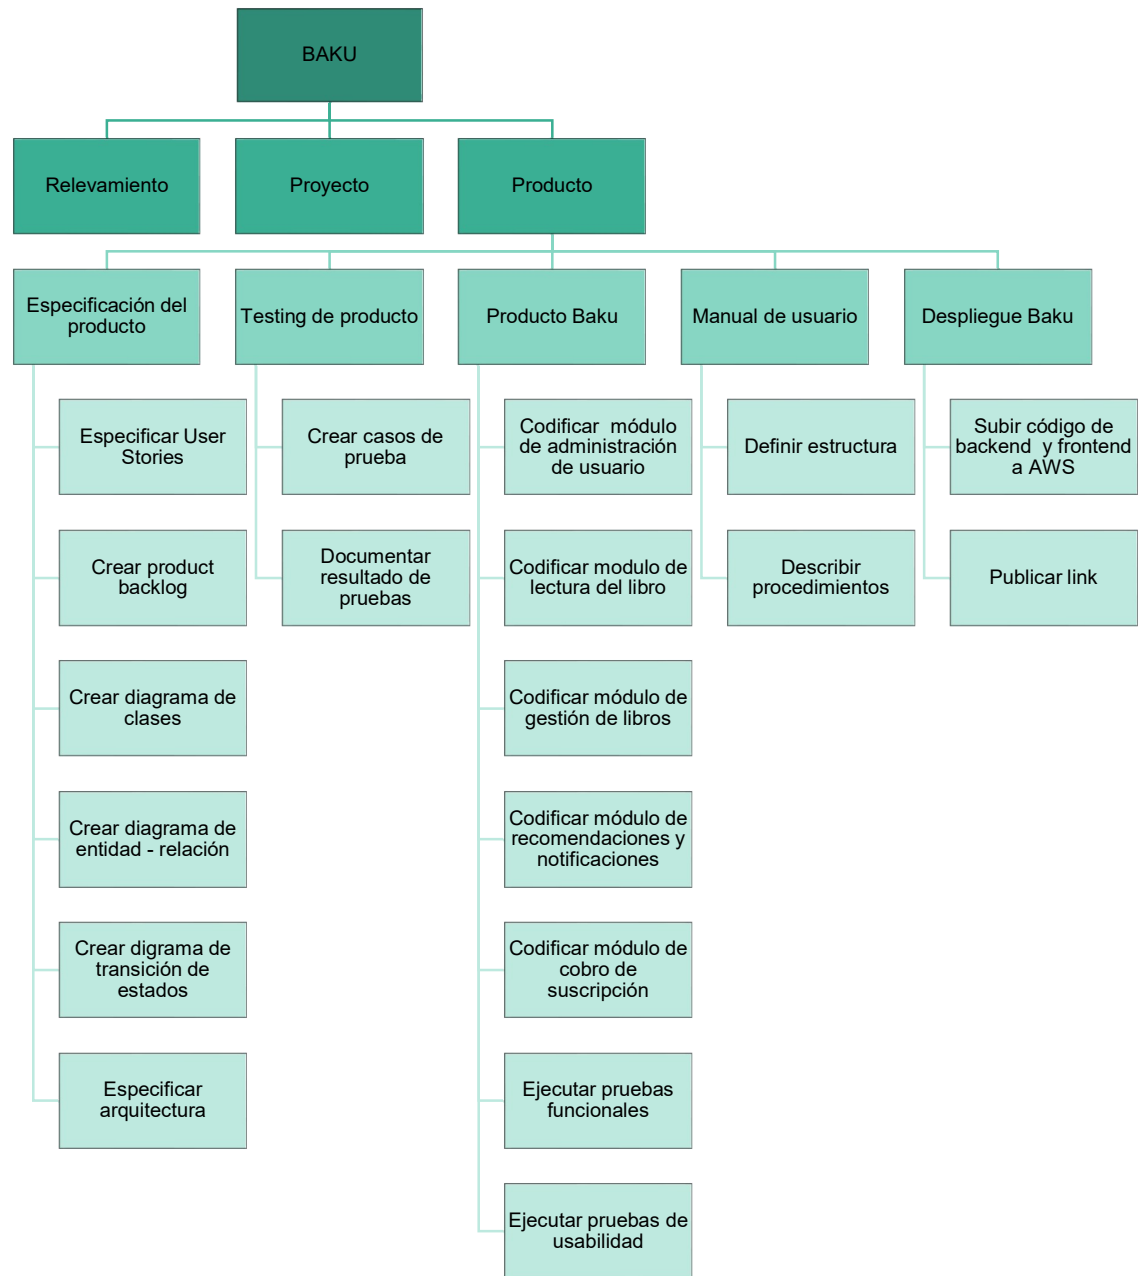 BAKU
Relevamiento
Proyecto
Producto
Especificación del
producto
Testing de producto
Producto Baku
Manual de usuario
Despliegue Baku
Especificar User
Stories
Crear product
backlog
Crear diagrama de
clases
Crear diagrama de
entidad - relación
Crear digrama de
transición de
estados
Especificar
arquitectura
Crear casos de
prueba
Documentar
resultado de
pruebas
Codificar módulo
de administración
de usuario
Codificar modulo de
lectura del libro
Codificar módulo de
gestión de libros
Codificar módulo de
recomendaciones y
notificaciones
Codificar módulo de
cobro de
suscripción
Ejecutar pruebas
funcionales
Ejecutar pruebas de
usabilidad
Definir estructura
Describir
procedimientos
Subir código de
backend y frontend
a AWS
Publicar link